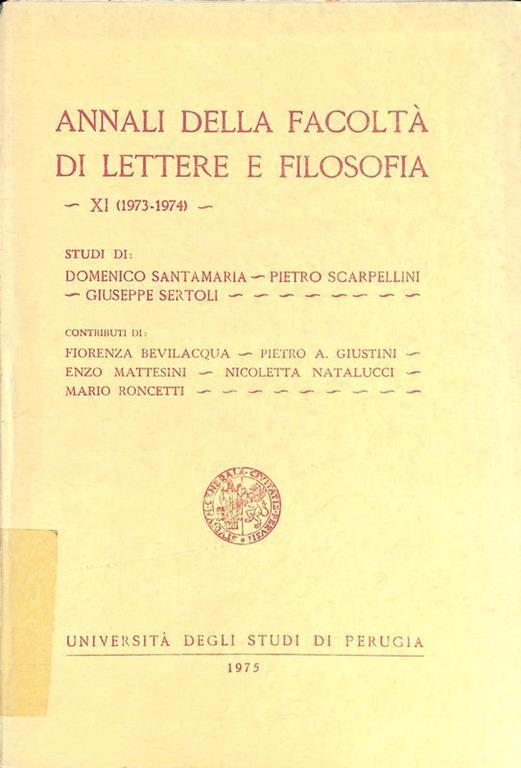 ANNALI DELLA FACOLTÀ
DI LETTERE E FILOSOFIA
~ XI (1973-1974) ~
STUDI DI:
DOMENICO SANTAMARIA ~ PIETRO SCARPELLINI
~ GIUSEPPE SERTOLI ~ ~ ~ ~ ~ ~ ~ ~
CONTRIBUTI DI:
FIORENZA BEVILACQUA ~ PIETRO A. GIUSTINI ~
ENZO MATTESINI ~ NICOLETTA NATALUCCI ~
MARIO RONCETTI ~ ~ ~ ~ ~ ~ ~ ~ ~
UNIVERSITÀ DEGLI STUDI DI PERUGIA
1975